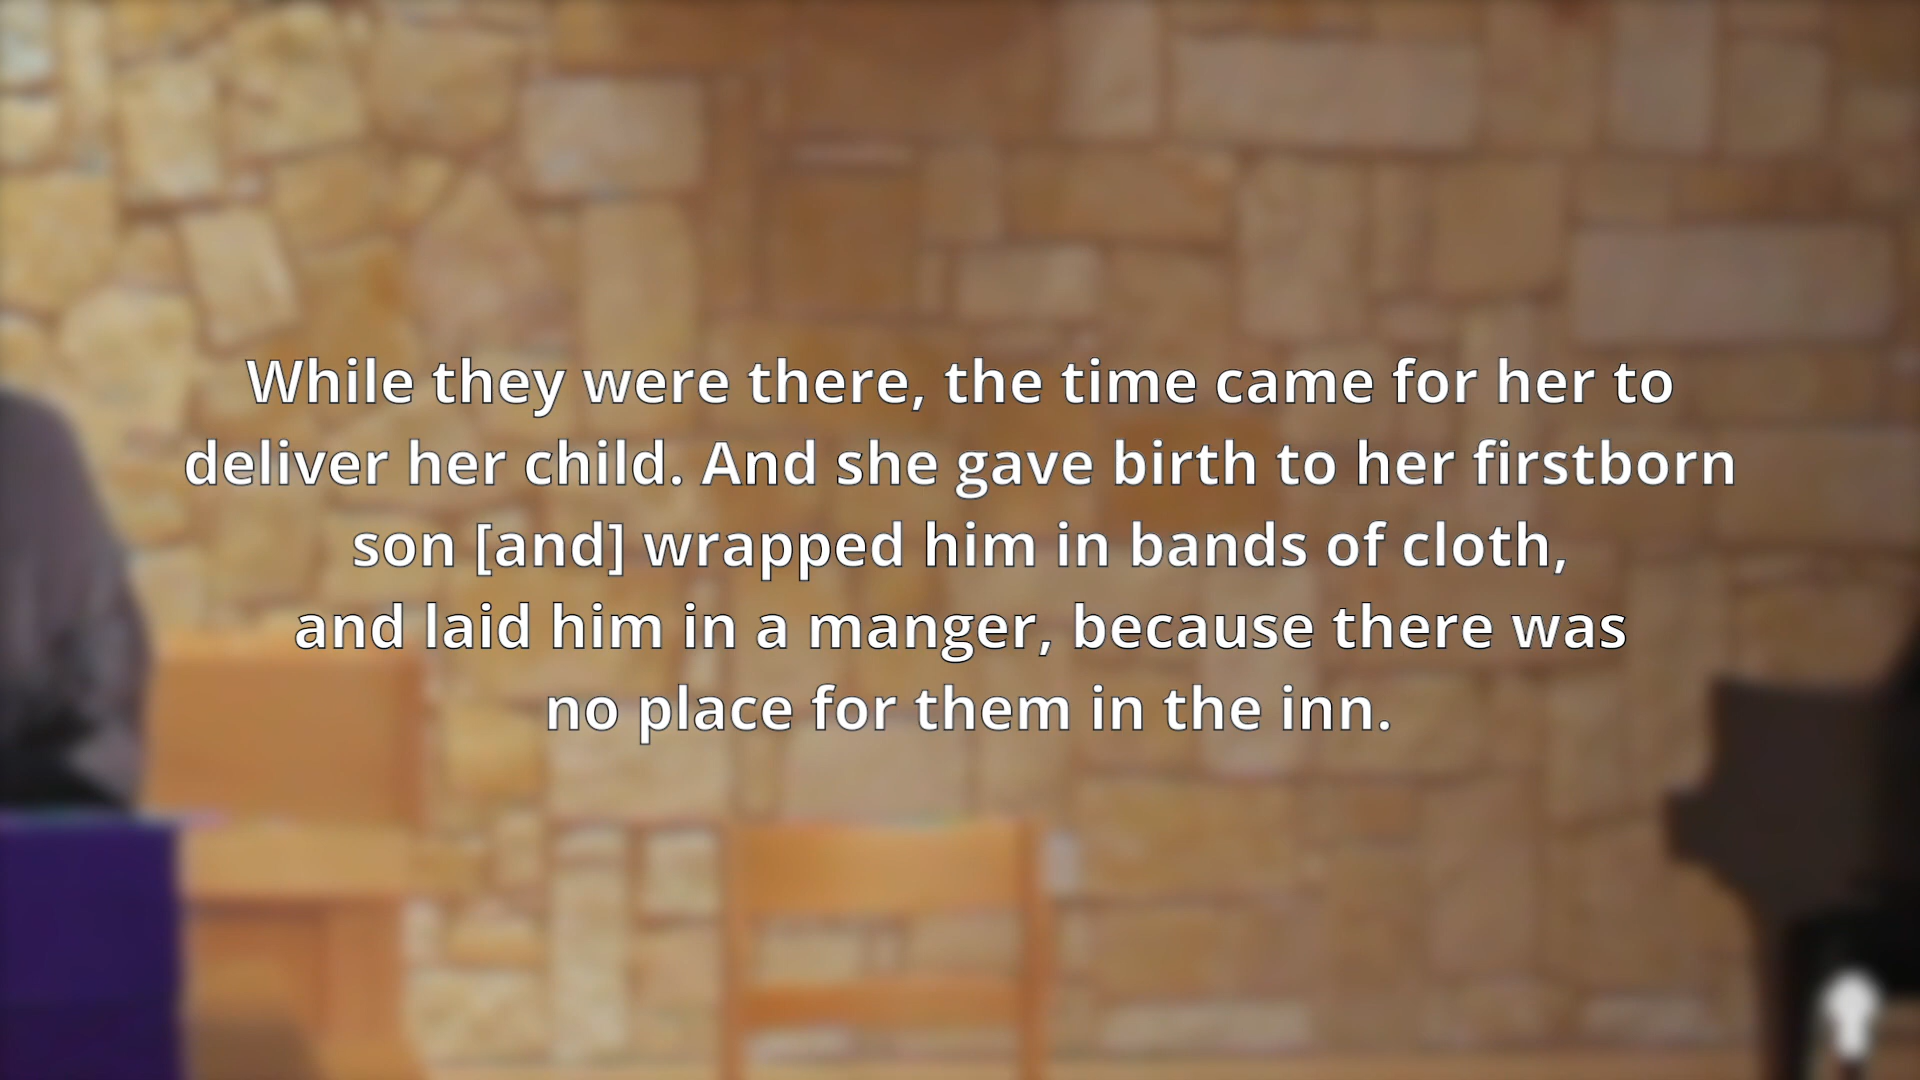 While they were there, the time came for her to
deliver her child. And she gave birth to her firstborn
son [and] wrapped him in bands of cloth,
and laid him in a manger, because there was
no place for them in the inn.